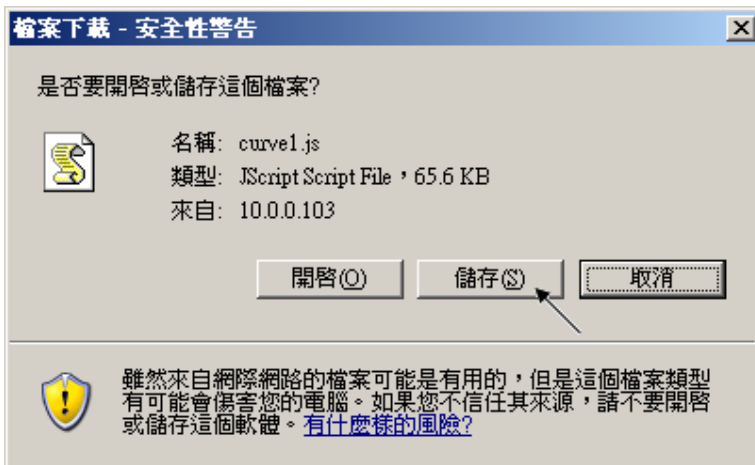 檔案下載 - 安全性警告
是否要開啓或儲存這個檔案?
名稱: curve1.js
類型: JScript Script File，65.6 KB
來自: 10.0.0.103
開啓(O) 儲存(S) 取消
雖然來自網際網路的檔案可能是有用的，但是這個檔案類型
有可能會傷害您的電腦。如果您不信任其來源，請不要開啓
或儲存這個軟體。有什麼樣的風險?